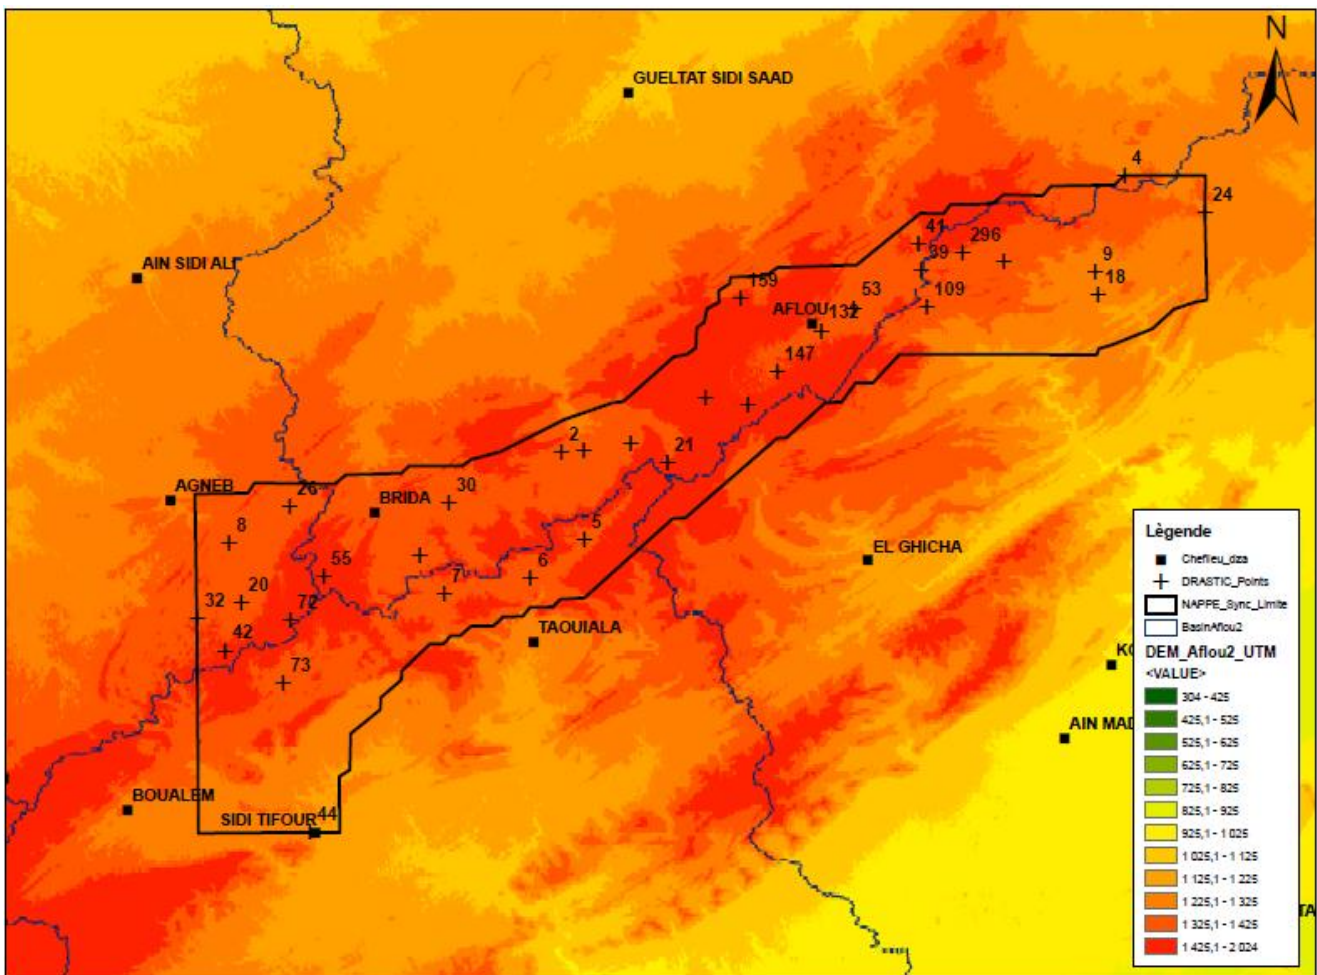 N
GUELTAT SIDI SAAD
4
24
41
296
AIN SIDI ALI
39
9
159
18
53
109
AFLOU
132
147
2
21
AGNEB
26
BRIDA
30
8
5
EL GHICHA
55
7
6
20
32
72
42
TAOUIALA
73
KO
AIN MAD
BOUALEM
SIDI TIFOUR
44
TA
Lègende
Cheflieu_dza
DRASTIC_Points
NAPPE_Sync_Limite
BasinAflou2
DEM_Aflou2_UTM
<VALUE>
304 - 425
425,1 - 525
525,1 - 625
625,1 - 725
725,1 - 825
825,1 - 925
925,1 - 1 025
1 025,1 - 1 125
1 125,1 - 1 225
1 225,1 - 1 325
1 325,1 - 1 425
1 425,1 - 2 024